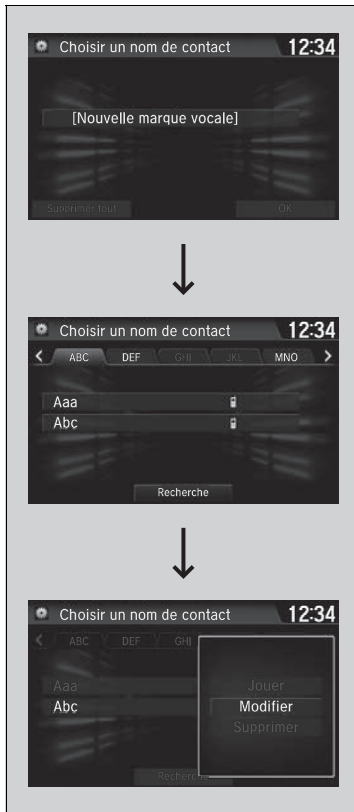 Choisir un nom de contact 12:34
[Nouvelle marque vocale]
Supprimer tout OK
Choisir un nom de contact 12:34
ABC DEF GHI JKL MNO
Aaa
Abc
Recherche
Choisir un nom de contact 12:34
ABC DEF GHI
Aaa Jouer
Abc Modifier
Supprimer
Recherche